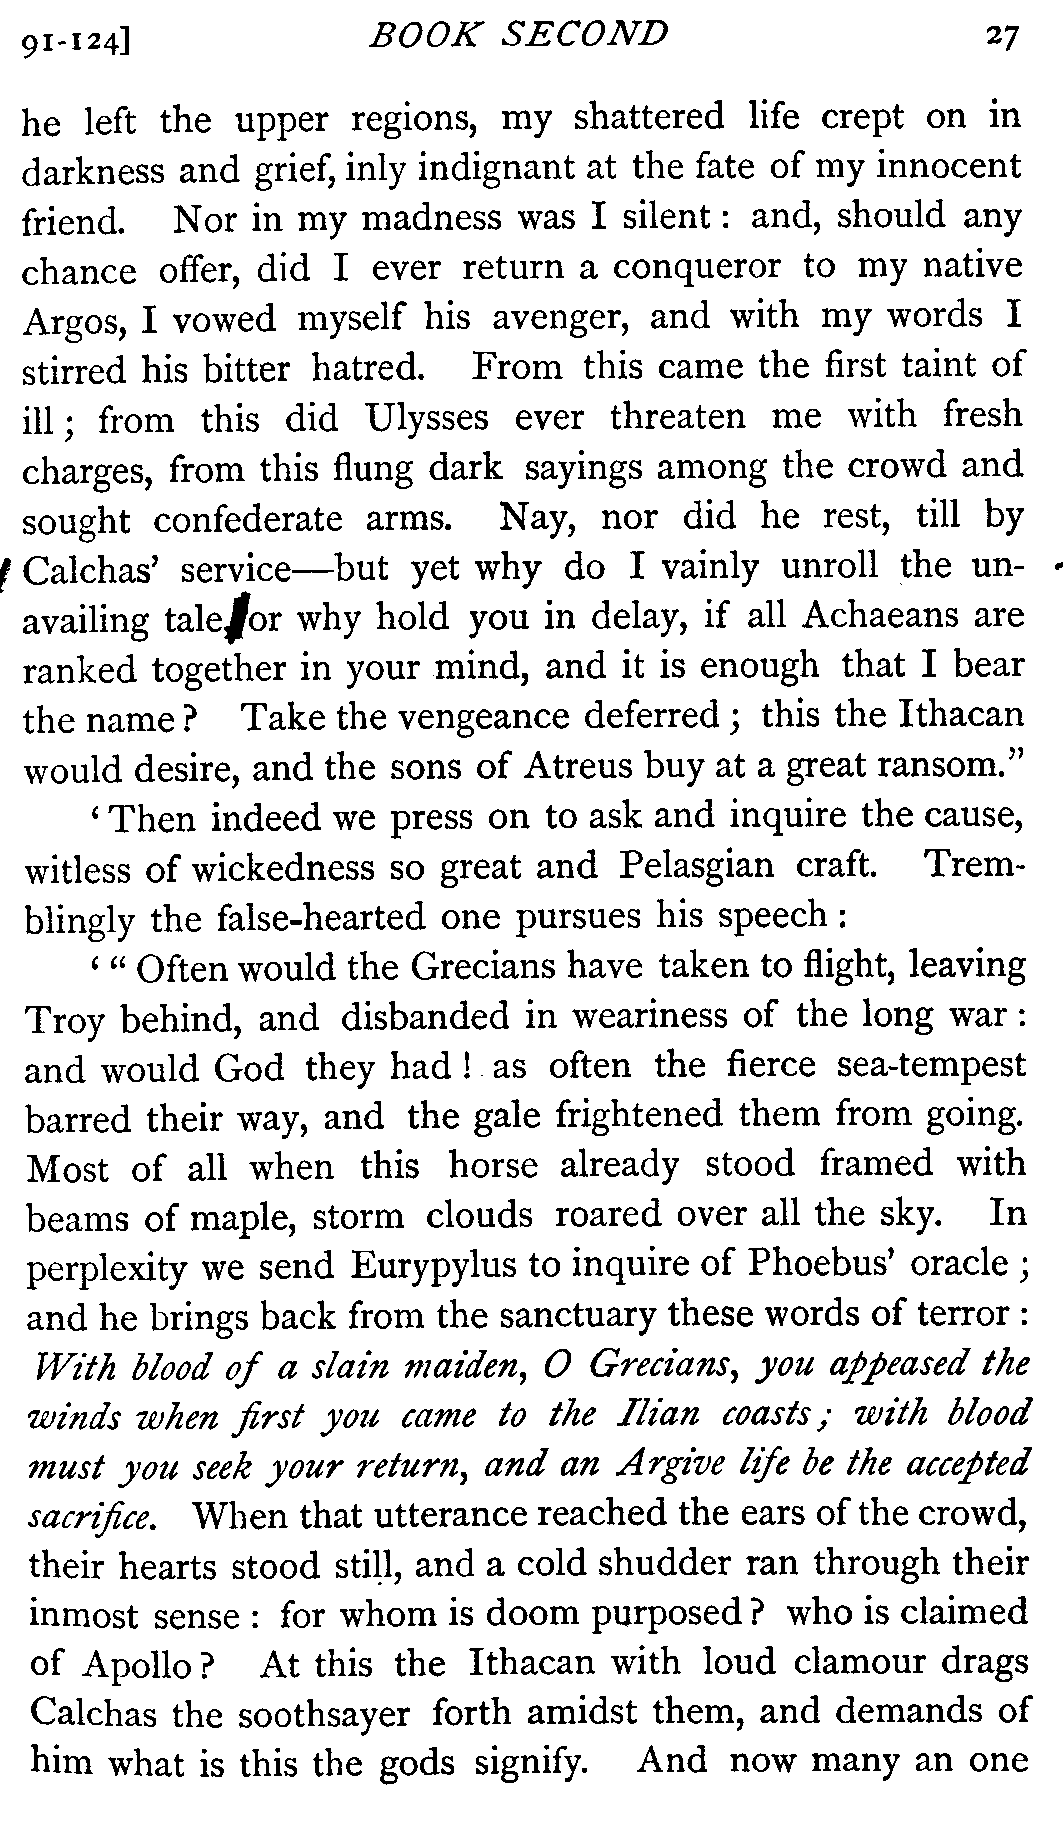 91-124] BOOK SECOND 27
he left the upper regions, my shattered life crept on in
darkness and grief, inly indignant at the fate of my innocent
friend. Nor in my madness was I silent : and, should any
chance offer, did I ever return a conqueror to my native
Argos, I vowed myself his avenger, and with my words I
stirred his bitter hatred. From this came the first taint of
ill ; from this did Ulysses ever threaten me with fresh
charges, from this flung dark sayings among the crowd and
sought confederate arms. Nay, nor did he rest, till by
Calchas’ service—but yet why do I vainly unroll the un-
availing tale, or why hold you in delay, if all Achaeans are
ranked together in your mind, and it is enough that I bear
the name ? Take the vengeance deferred ; this the Ithacan
would desire, and the sons of Atreus buy at a great ransom.”
‘ Then indeed we press on to ask and inquire the cause,
witless of wickedness so great and Pelasgian craft. Trem-
blingly the false-hearted one pursues his speech :
‘ “ Often would the Grecians have taken to flight, leaving
Troy behind, and disbanded in weariness of the long war :
and would God they had ! as often the fierce sea-tempest
barred their way, and the gale frightened them from going.
Most of all when this horse already stood framed with
beams of maple, storm clouds roared over all the sky. In
perplexity we send Eurypylus to inquire of Phoebus’ oracle ;
and he brings back from the sanctuary these words of terror :
With blood of a slain maiden, O Grecians, you appeased the
winds when first you came to the Ilian coasts ; with blood
must you seek your return, and an Argive life be the accepted
sacrifice. When that utterance reached the ears of the crowd,
their hearts stood still, and a cold shudder ran through their
inmost sense : for whom is doom purposed ? who is claimed
of Apollo ? At this the Ithacan with loud clamour drags
Calchas the soothsayer forth amidst them, and demands of
him what is this the gods signify. And now many an one